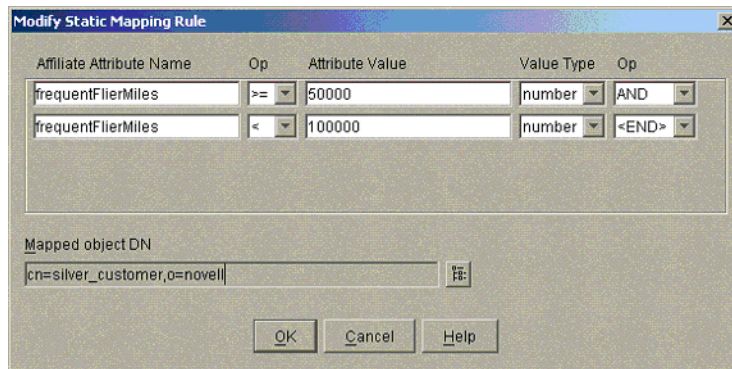 Modify Static Mapping Rule
Affiliate Attribute Name Op Attribute Value Value Type Op
frequentFlierMiles >= 50000 number AND
frequentFlierMiles < 100000 number <END>
Mapped object DN
cn=silver_customer,o=novell
OK Cancel Help